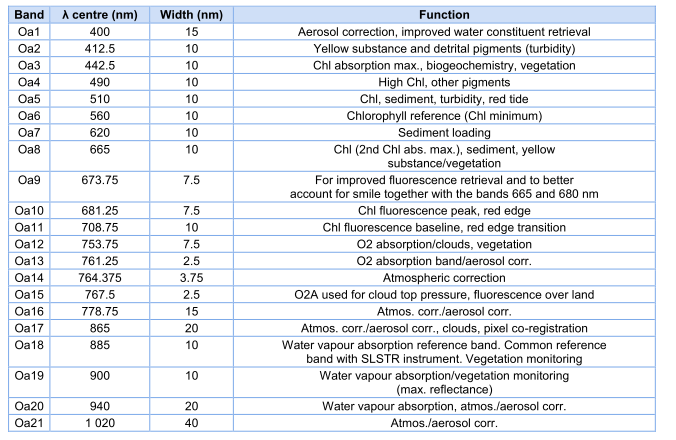 Band λ centre (nm) Width (nm) Function
Oa1 400 15 Aerosol correction, improved water constituent retrieval
Oa2 412.5 10 Yellow substance and detrital pigments (turbidity)
Oa3 442.5 10 Chl absorption max., biogeochemistry, vegetation
Oa4 490 10 High Chl, other pigments
Oa5 510 10 Chl, sediment, turbidity, red tide
Oa6 560 10 Chlorophyll reference (Chl minimum)
Oa7 620 10 Sediment loading
Oa8 665 10 Chl (2nd Chl abs. max.), sediment, yellow
substance/vegetation
Oa9 673.75 7.5 For improved fluorescence retrieval and to better
account for smile together with the bands 665 and 680 nm
Oa10 681.25 7.5 Chl fluorescence peak, red edge
Oa11 708.75 10 Chl fluorescence baseline, red edge transition
Oa12 753.75 7.5 O2 absorption/clouds, vegetation
Oa13 761.25 2.5 O2 absorption band/aerosol corr.
Oa14 764.375 3.75 Atmospheric correction
Oa15 767.5 2.5 O2A used for cloud top pressure, fluorescence over land
Oa16 778.75 15 Atmos. corr./aerosol corr.
Oa17 865 20 Atmos. corr./aerosol corr., clouds, pixel co-registration
Oa18 885 10 Water vapour absorption reference band. Common reference
band with SLSTR instrument. Vegetation monitoring
Oa19 900 10 Water vapour absorption/vegetation monitoring
(max. reflectance)
Oa20 940 20 Water vapour absorption, atmos./aerosol corr.
Oa21 1 020 40 Atmos./aerosol corr.